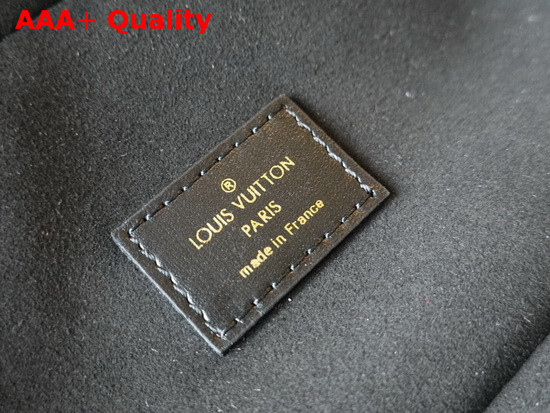 AAA+ Quality
®
LOUIS VUITTON
PARIS
made in France